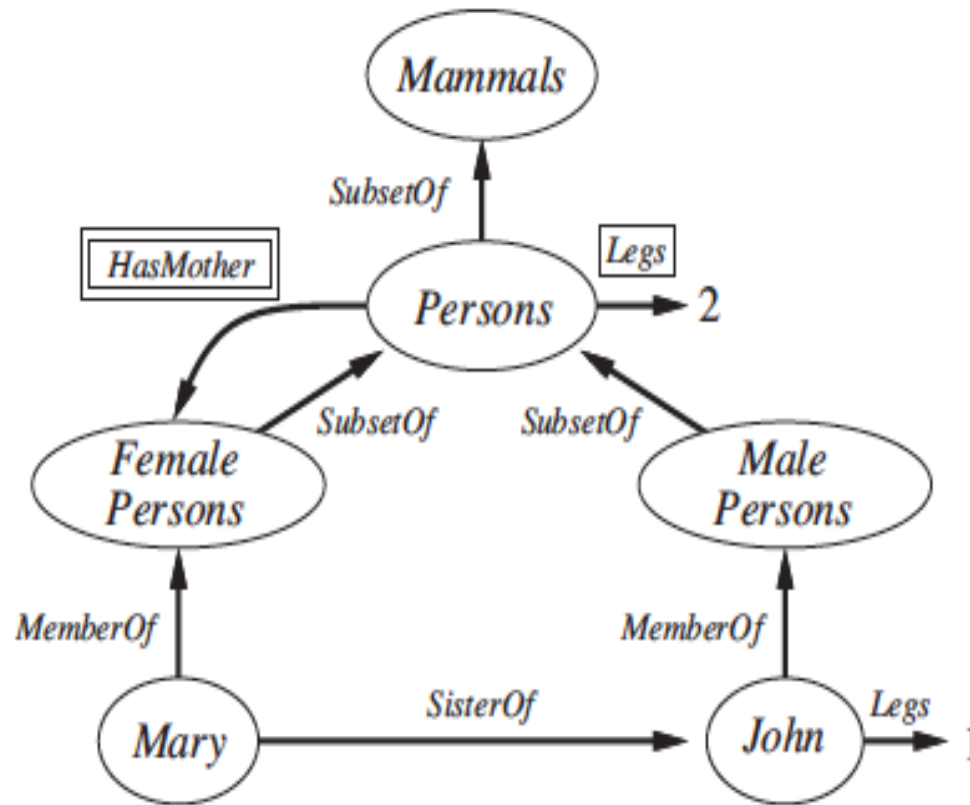 Mammals
SubsetOf
HasMother
Legs
Persons
2
SubsetOf
SubsetOf
Female
Persons
Male
Persons
MemberOf
MemberOf
Mary
SisterOf
John
Legs